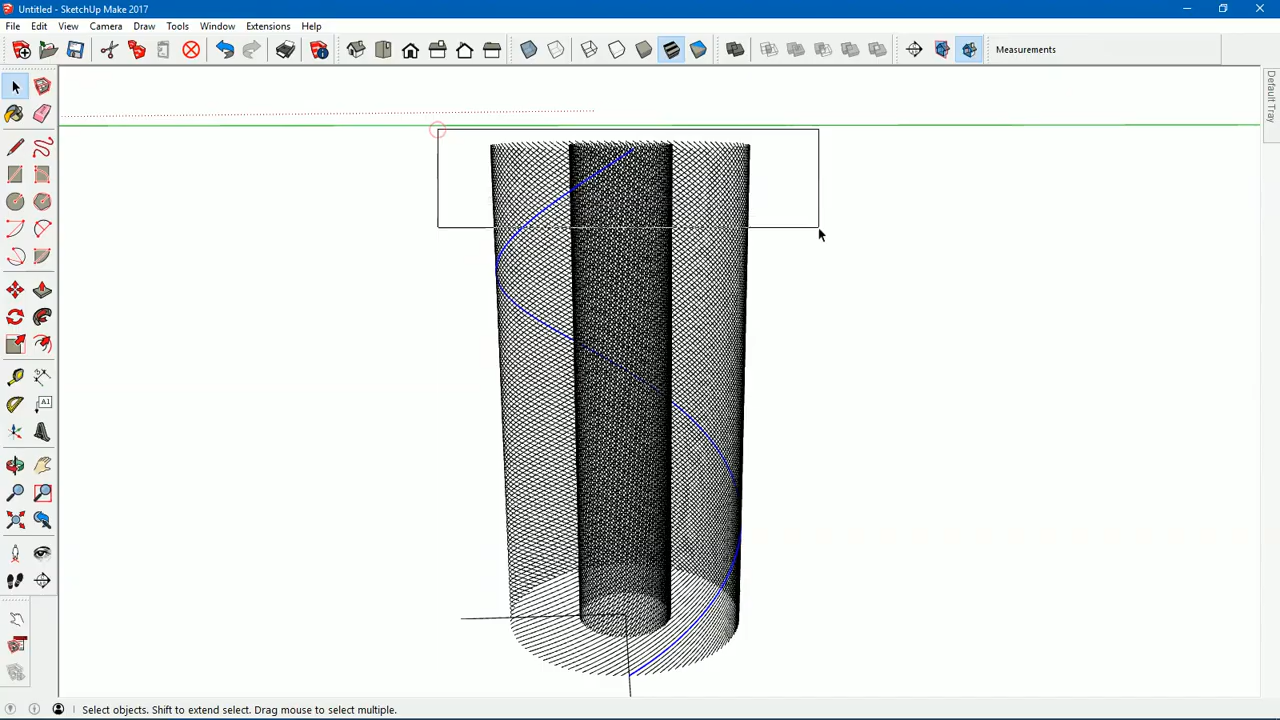 Untitled - SketchUp Make 2017
File Edit View Camera Draw Tools Window Extensions Help
Measurements
Default Tray
A1
Select objects. Shift to extend select. Drag mouse to select multiple.